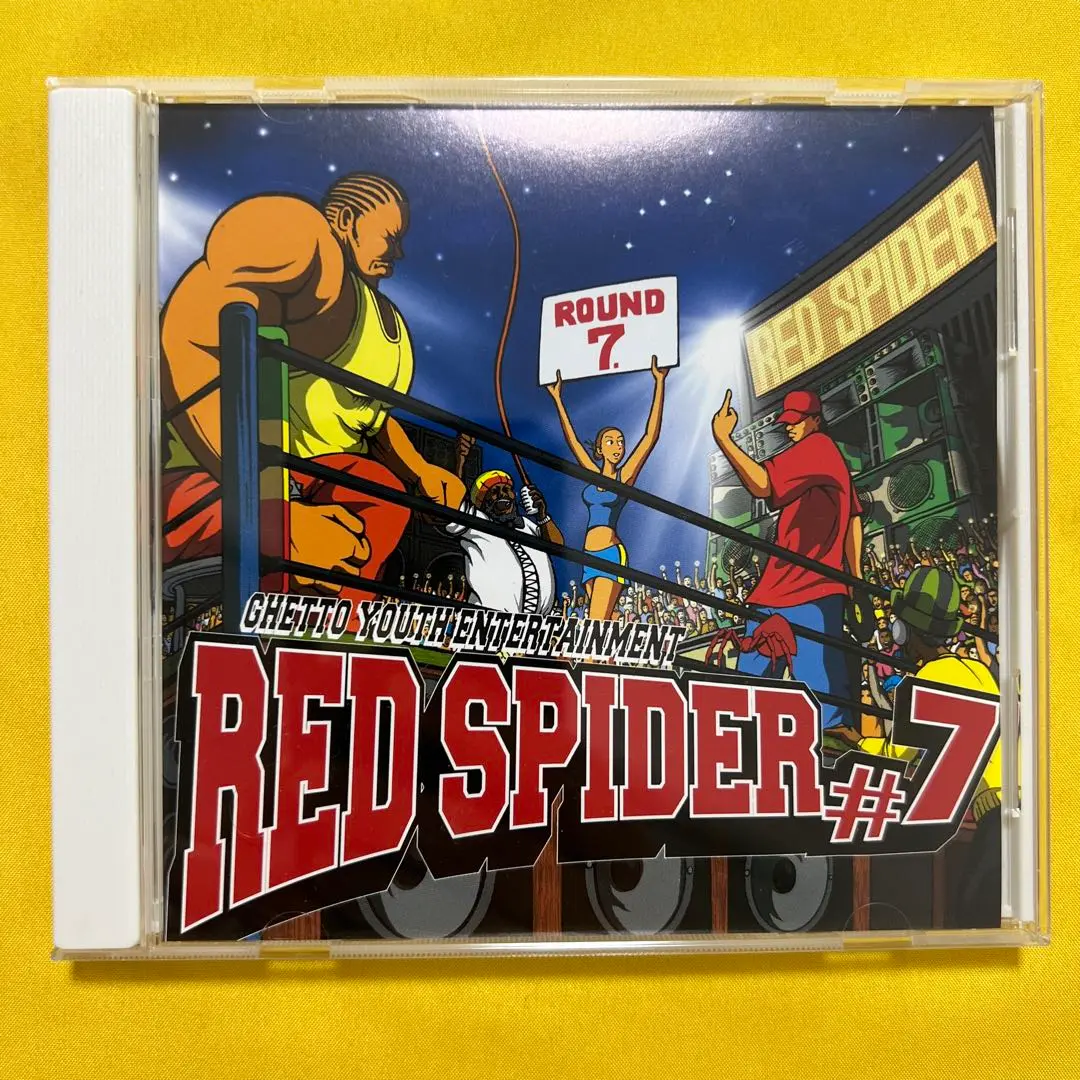 ROUND
7.
RED SPIDER
GHETTO YOUTH ENTERTAINMENT
RED SPIDER #7